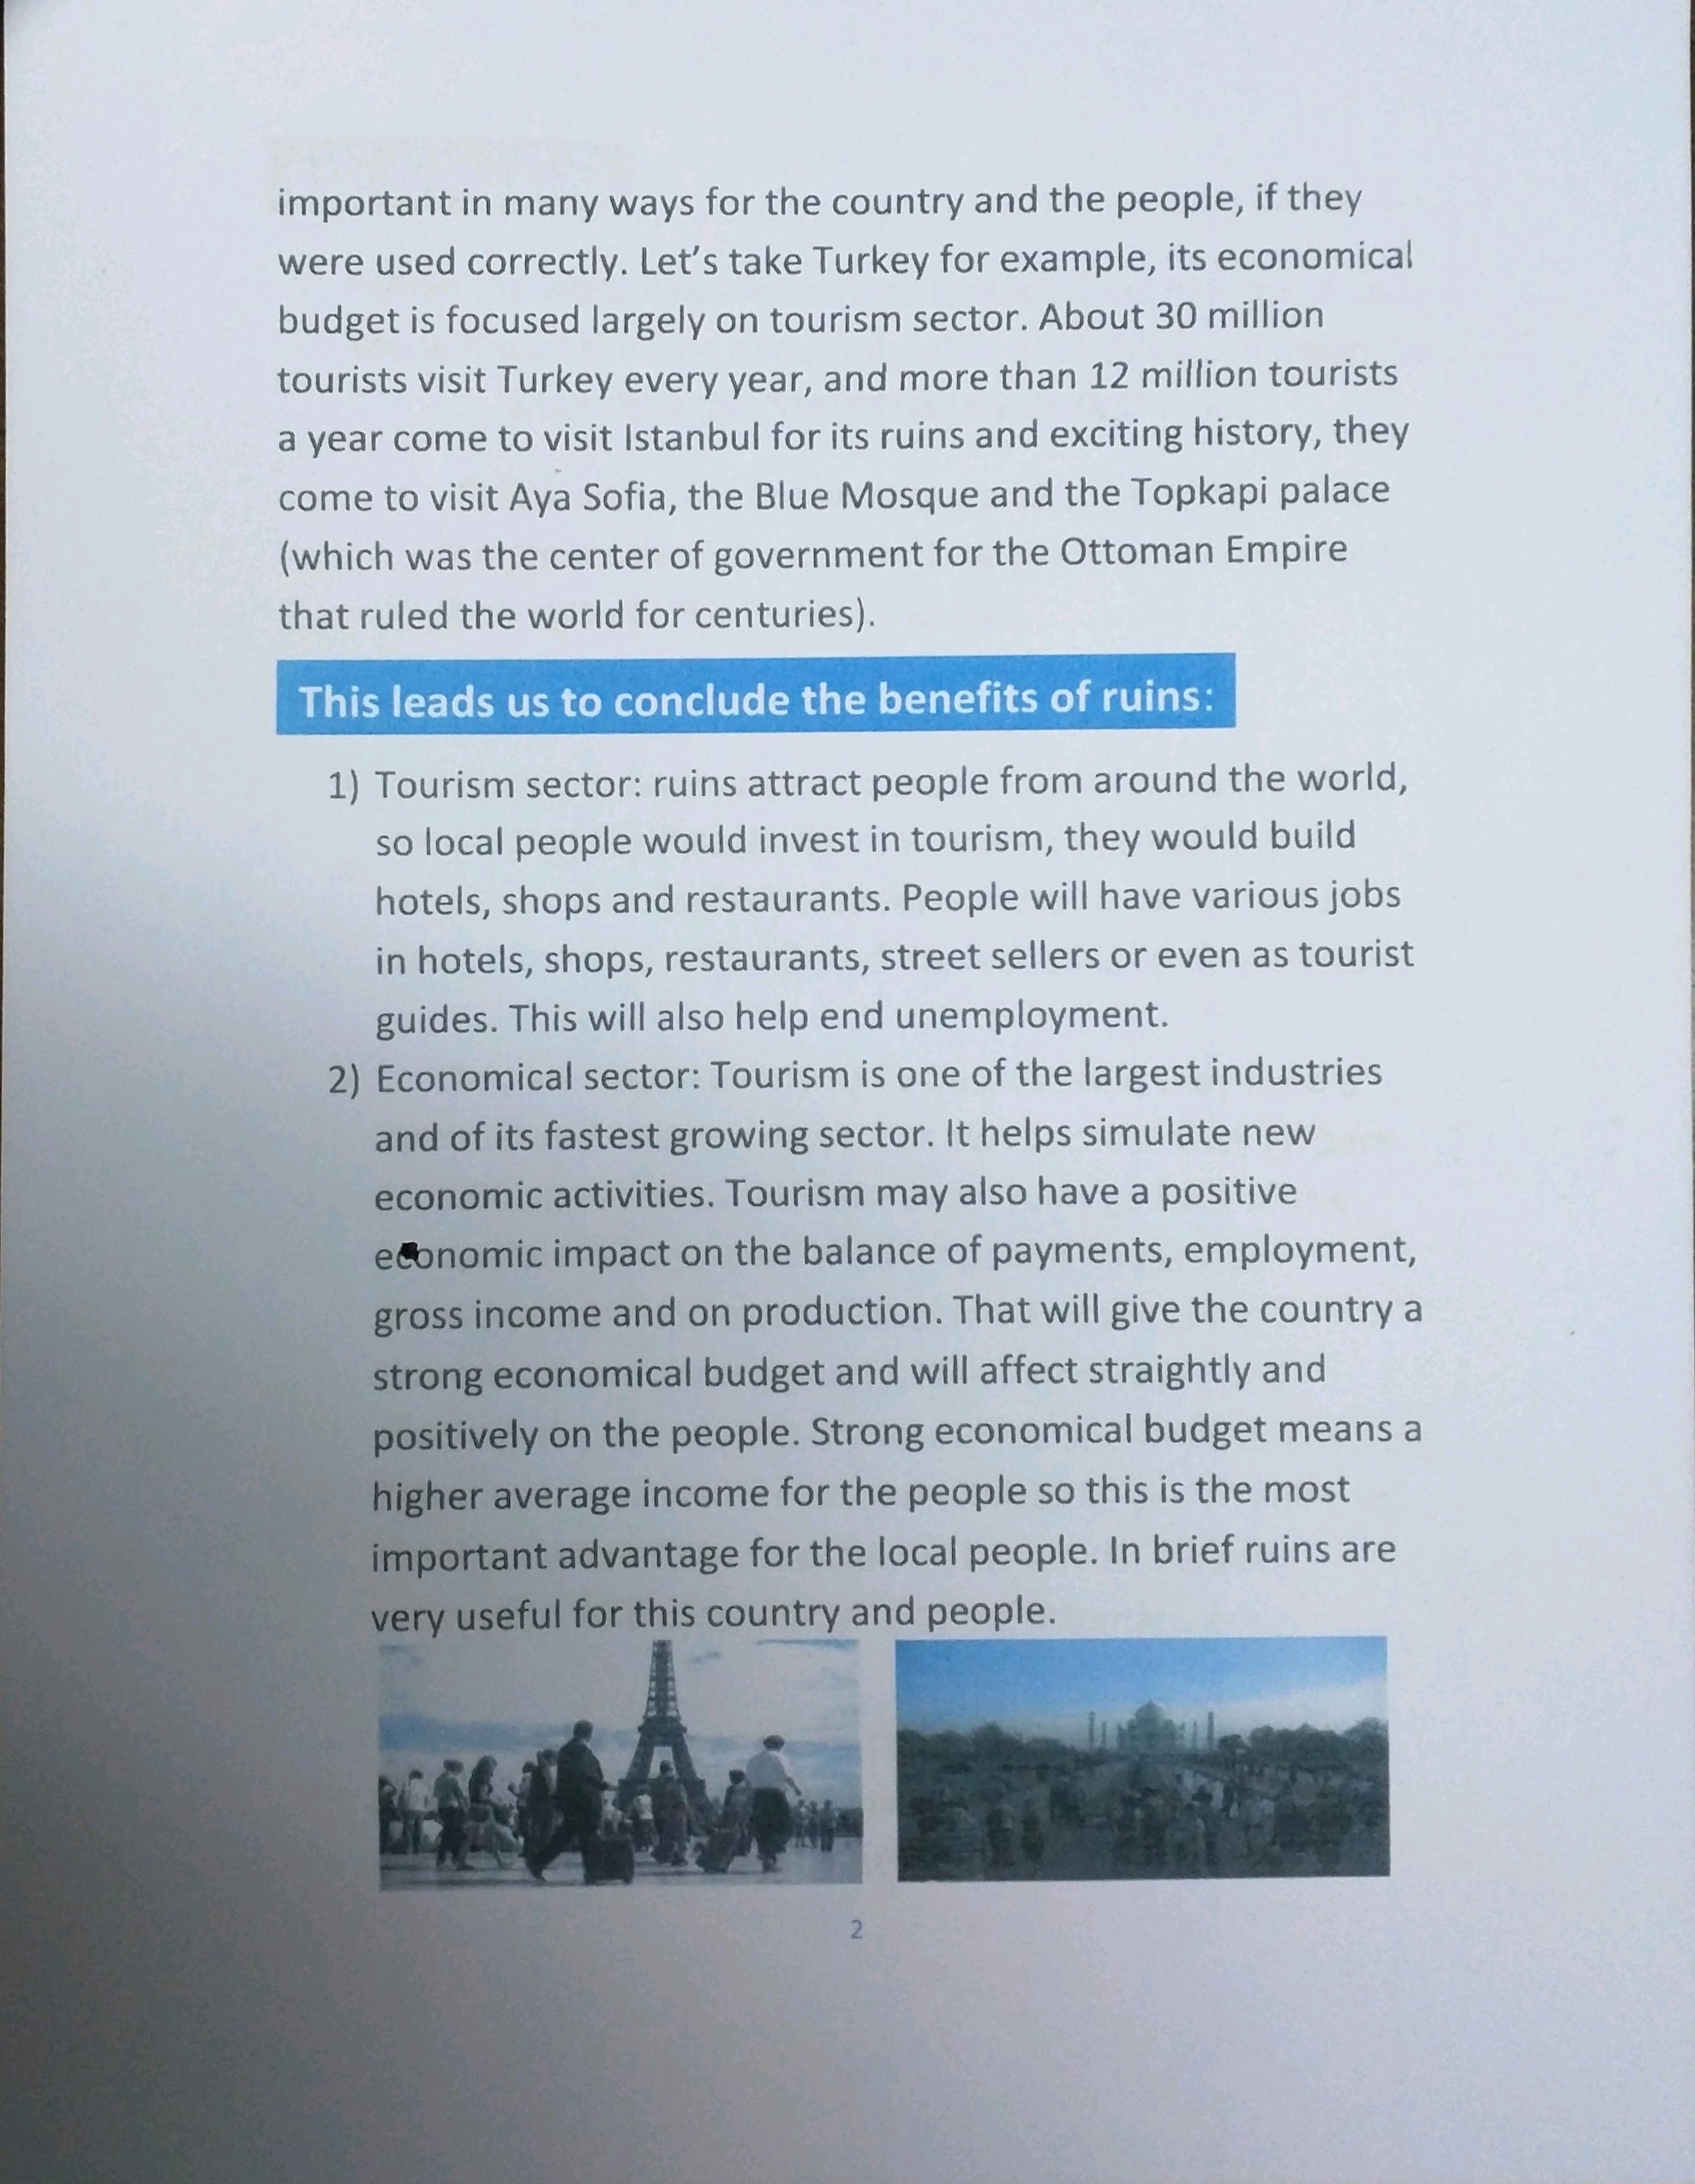 important in many ways for the country and the people, if they
were used correctly. Let's take Turkey for example, its economical
budget is focused largely on tourism sector. About 30 million
tourists visit Turkey every year, and more than 12 million tourists
a year come to visit Istanbul for its ruins and exciting history, they
come to visit Aya Sofia, the Blue Mosque and the Topkapi palace
(which was the center of government for the Ottoman Empire
that ruled the world for centuries).
This leads us to conclude the benefits of ruins:
1) Tourism sector: ruins attract people from around the world,
so local people would invest in tourism, they would build
hotels, shops and restaurants. People will have various jobs
in hotels, shops, restaurants, street sellers or even as tourist
guides. This will also help end unemployment.
2) Economical sector: Tourism is one of the largest industries
and of its fastest growing sector. It helps simulate new
economic activities. Tourism may also have a positive
economic impact on the balance of payments, employment,
gross income and on production. That will give the country a
strong economical budget and will affect straightly and
positively on the people. Strong economical budget means a
higher average income for the people so this is the most
important advantage for the local people. In brief ruins are
very useful for this country and people.
2